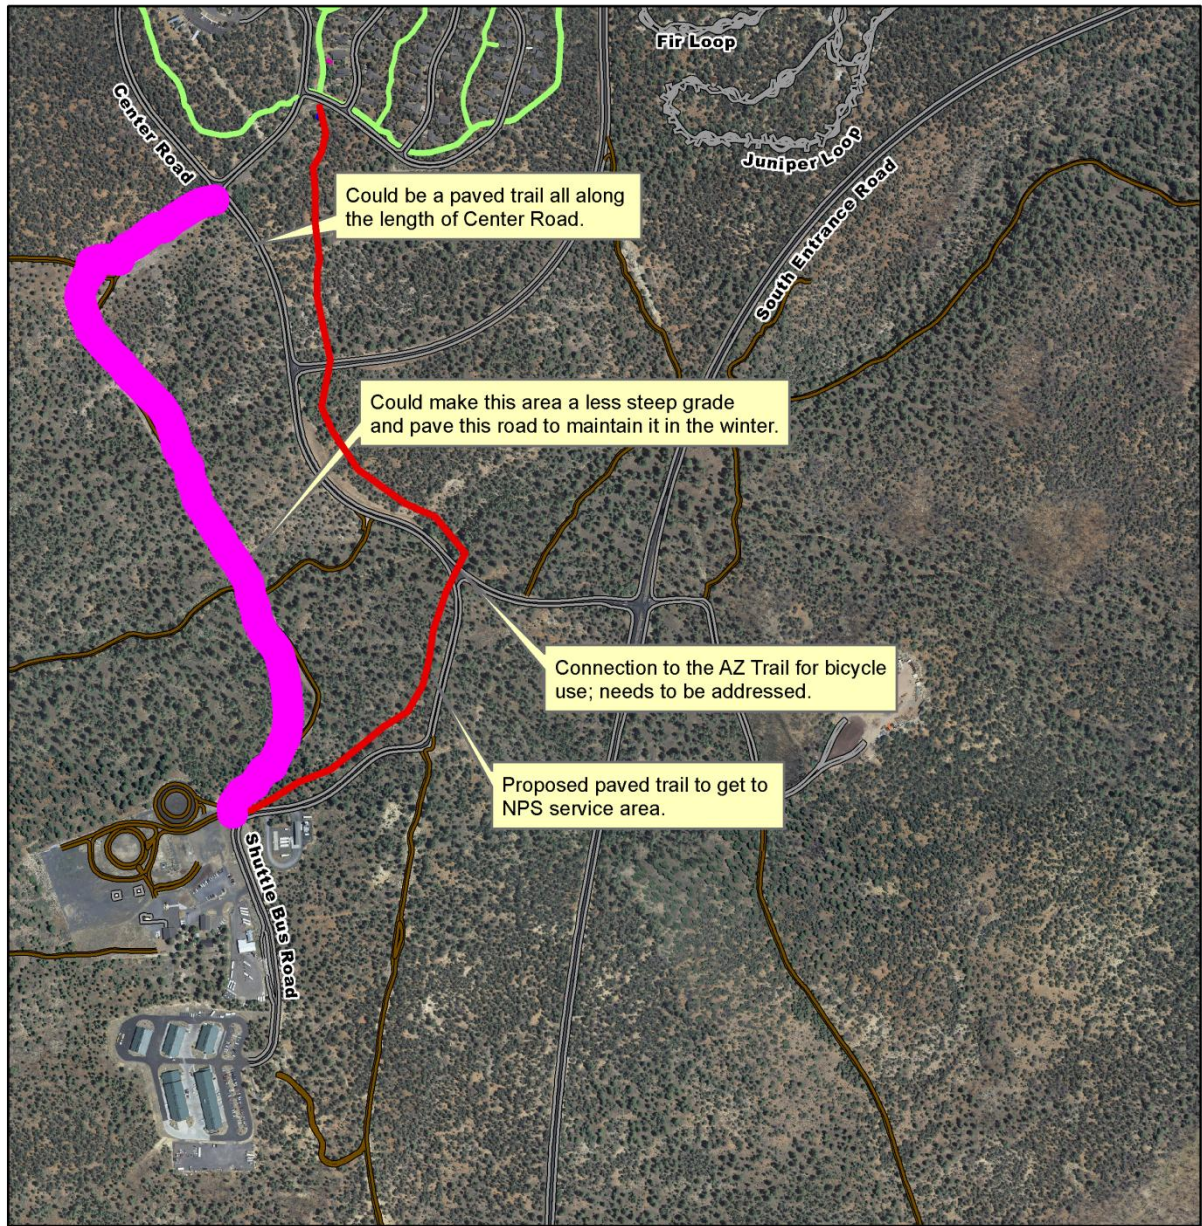 Fir Loop
Center Road
Juniper Loop
South Entrance Road
Could be a paved trail all along
the length of Center Road.
Could make this area a less steep grade
and pave this road to maintain it in the winter.
Connection to the AZ Trail for bicycle
use; needs to be addressed.
Proposed paved trail to get to
NPS service area.
Shuttle Bus Road